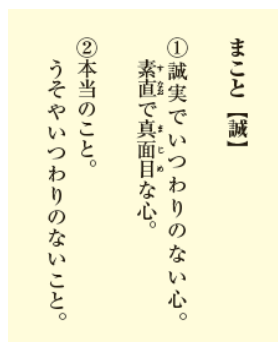 まこと【誠】
①誠実でいつわりのない心。
素直で真面目な心。
②本当のこと。
うそやいつわりのないこと。